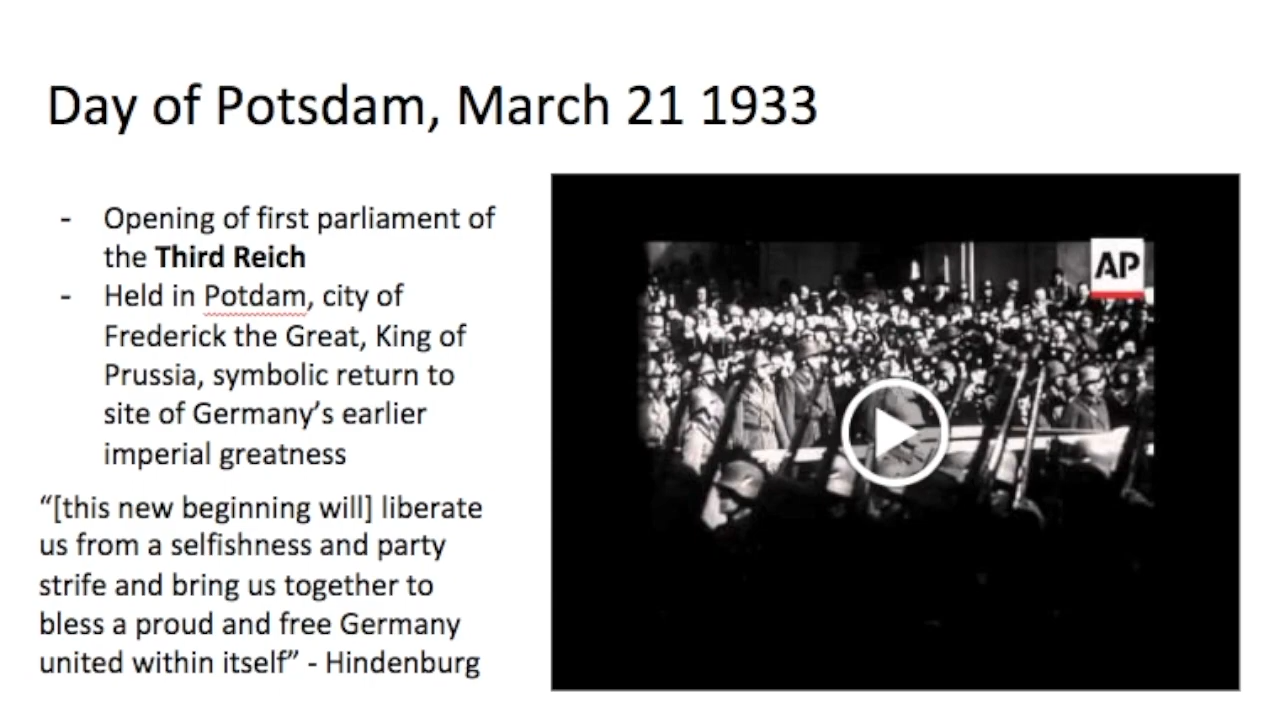 Day of Potsdam, March 21 1933
- Opening of first parliament of
the Third Reich
- Held in Potdam, city of
Frederick the Great, King of
Prussia, symbolic return to
site of Germany’s earlier
imperial greatness
“[this new beginning will] liberate
us from a selfishness and party
strife and bring us together to
bless a proud and free Germany
united within itself” - Hindenburg
AP